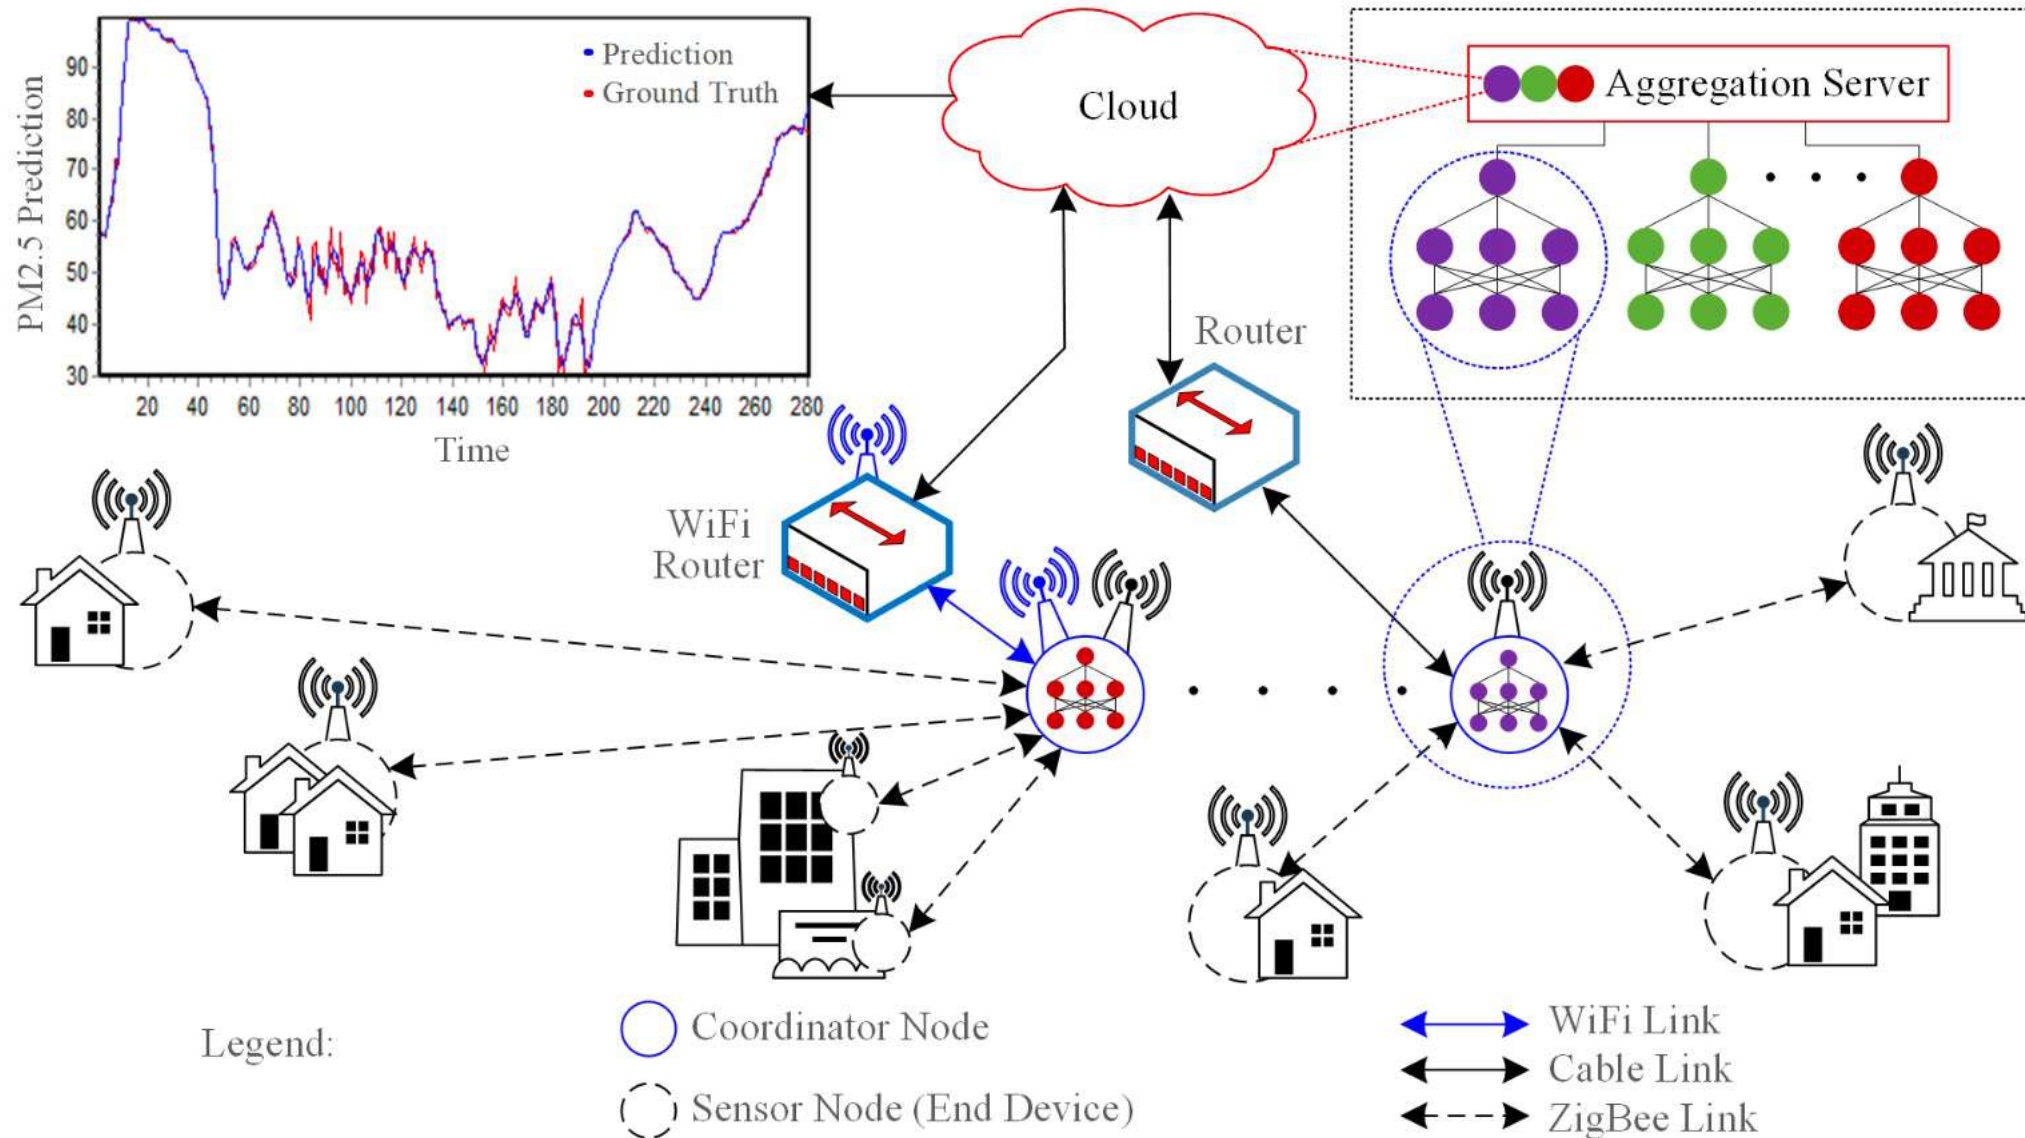 PM2.5 Prediction
90
80
70
60
50
40
30
20 40 60 80 100 120 140 160 180 200 220 240 260 280
Time
Prediction
Ground Truth
Cloud
Aggregation Server
Router
WiFi
Router
Legend:
Coordinator Node
Sensor Node (End Device)
WiFi Link
Cable Link
ZigBee Link